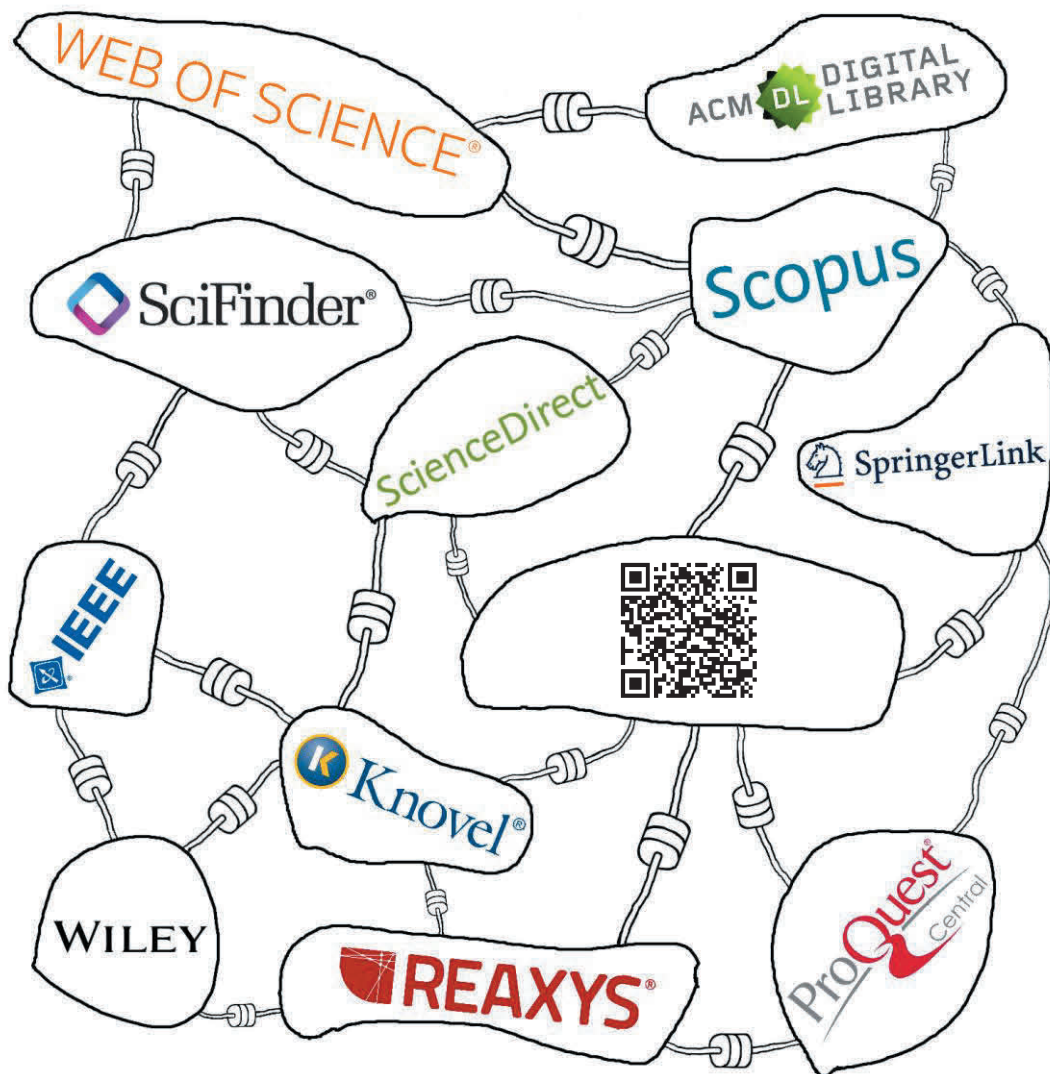 WEB OF SCIENCE®
ACM DL DIGITAL
LIBRARY
SciFinder®
Scopus
ScienceDirect
SpringerLink
IEEE®
K Knovel®
WILEY
REAXYS®
ProQuest®
Central